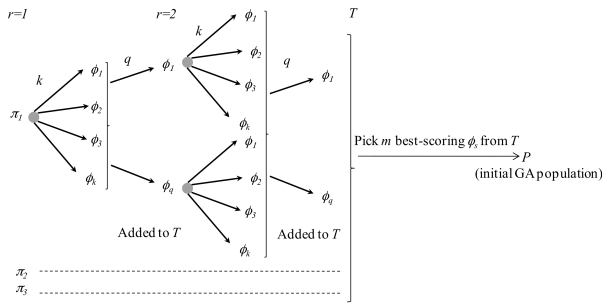 r=1
r=2
T
k
q
k
q
π1
ϕ1
ϕ2
ϕ3
ϕk
ϕ1
ϕq
ϕ1
ϕ2
ϕ3
ϕk
ϕ1
ϕ2
ϕ3
ϕk
ϕ1
ϕq
Added to T
Added to T
Pick m best-scoring ϕs from T
P
(initial GA population)
π2
π3